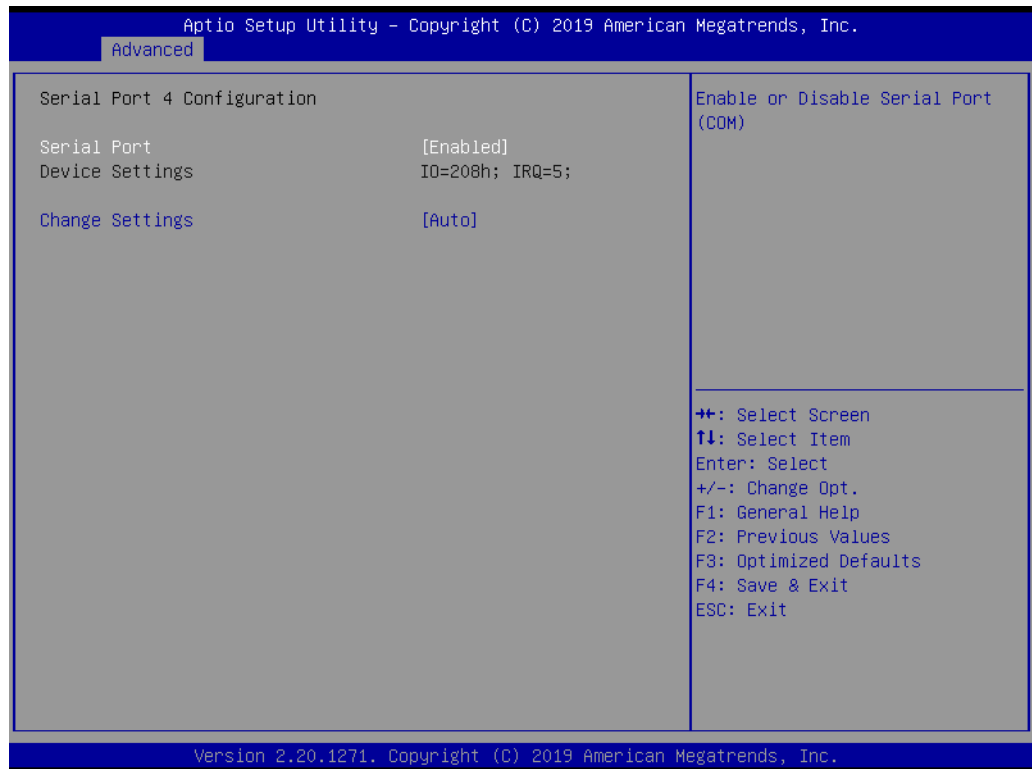 Aptio Setup Utility – Copyright (C) 2019 American Megatrends, Inc.
Advanced
Serial Port 4 Configuration
Serial Port [Enabled]
Device Settings IO=208h; IRQ=5;
Change Settings [Auto]
Enable or Disable Serial Port
(COM)
→←: Select Screen
↑↓: Select Item
Enter: Select
+/-: Change Opt.
F1: General Help
F2: Previous Values
F3: Optimized Defaults
F4: Save & Exit
ESC: Exit
Version 2.20.1271. Copyright (C) 2019 American Megatrends, Inc.